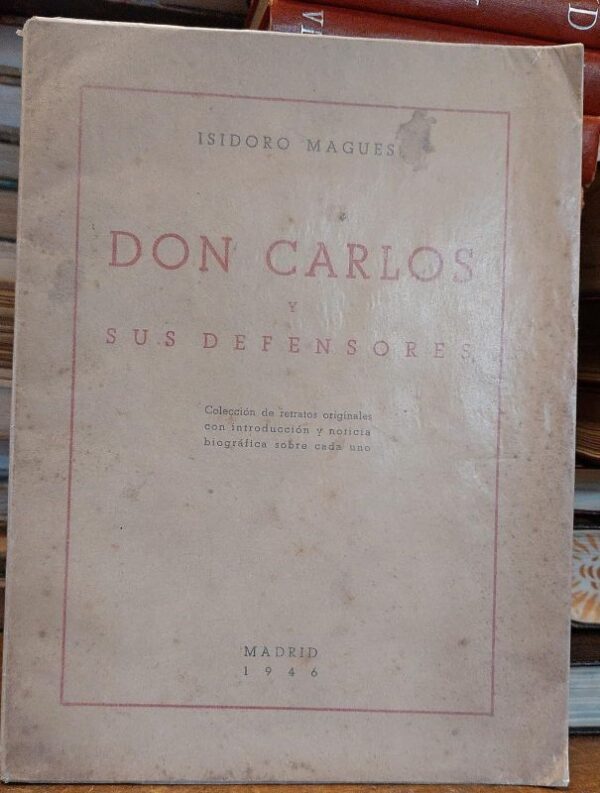 ISIDORO MAGUES
DON CARLOS
Y
SUS DEFENSORES
Colección de retratos originales
con introducción y noticia
biográfica sobre cada uno
MADRID
1946